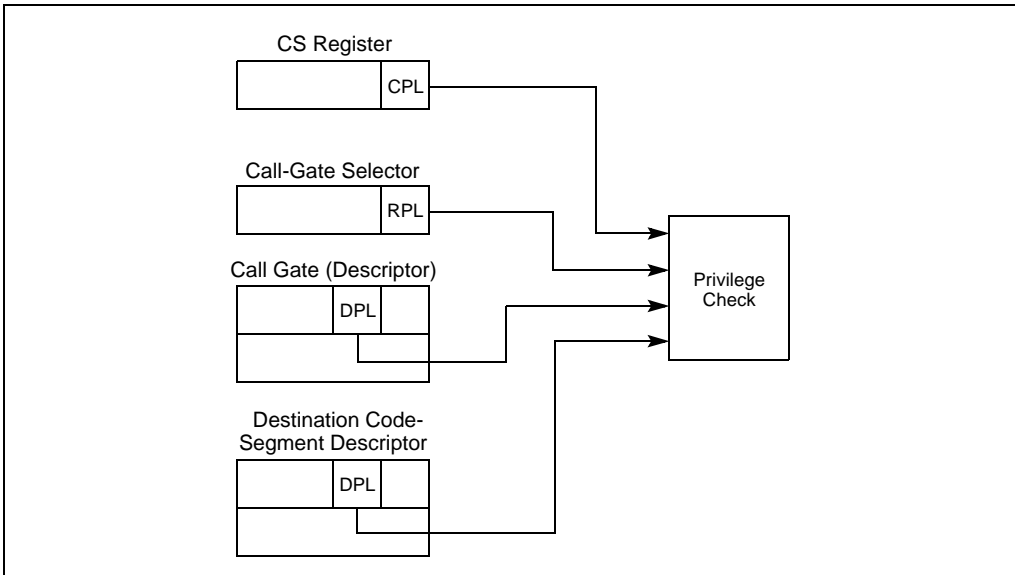 CS Register
CPL
Call-Gate Selector
RPL
Call Gate (Descriptor)
DPL
Privilege
Check
Destination Code-
Segment Descriptor
DPL